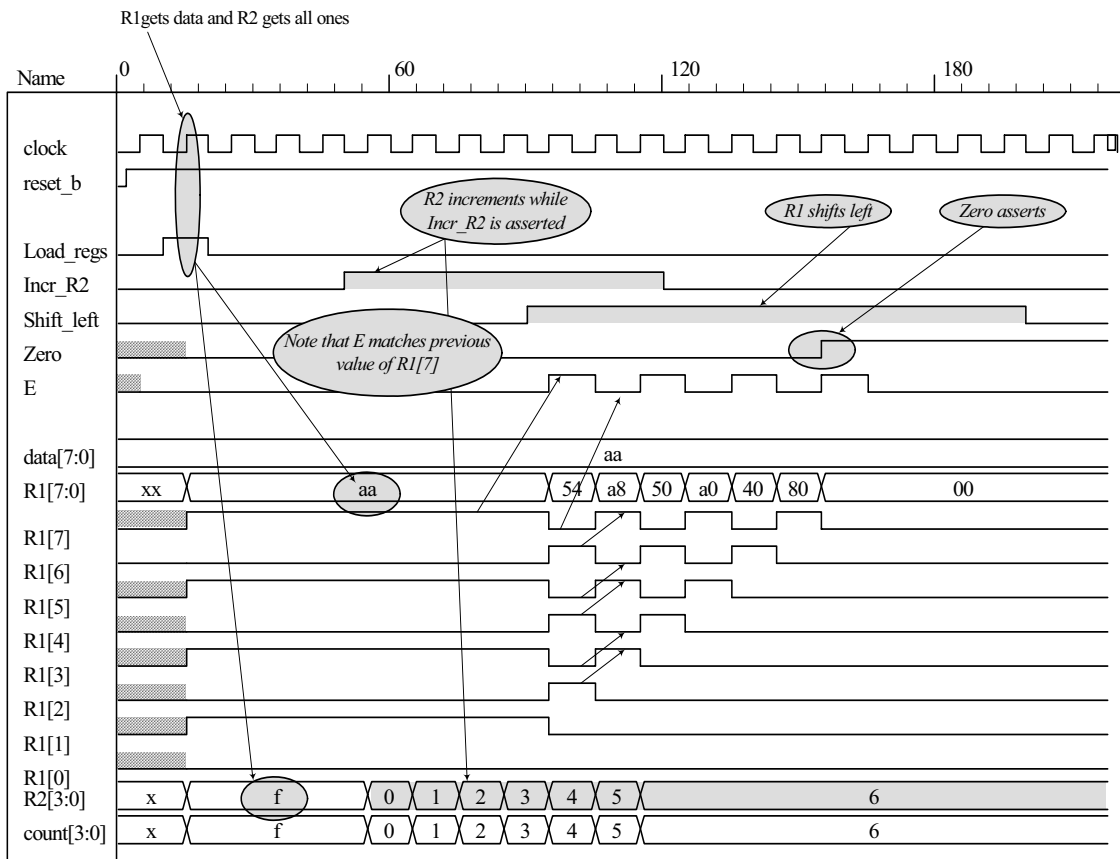 R1gets data and R2 gets all ones
Name 0 60 120 180
clock
reset_b
R2 increments while
Incr_R2 is asserted
R1 shifts left
Zero asserts
Load_regs
Incr_R2
Shift_left
Note that E matches previous
value of R1[7]
Zero
E
data[7:0] aa
R1[7:0] xx aa 54 a8 50 a0 40 80 00
R1[7]
R1[6]
R1[5]
R1[4]
R1[3]
R1[2]
R1[1]
R1[0]
R2[3:0] x f 0 1 2 3 4 5 6
count[3:0] x f 0 1 2 3 4 5 6